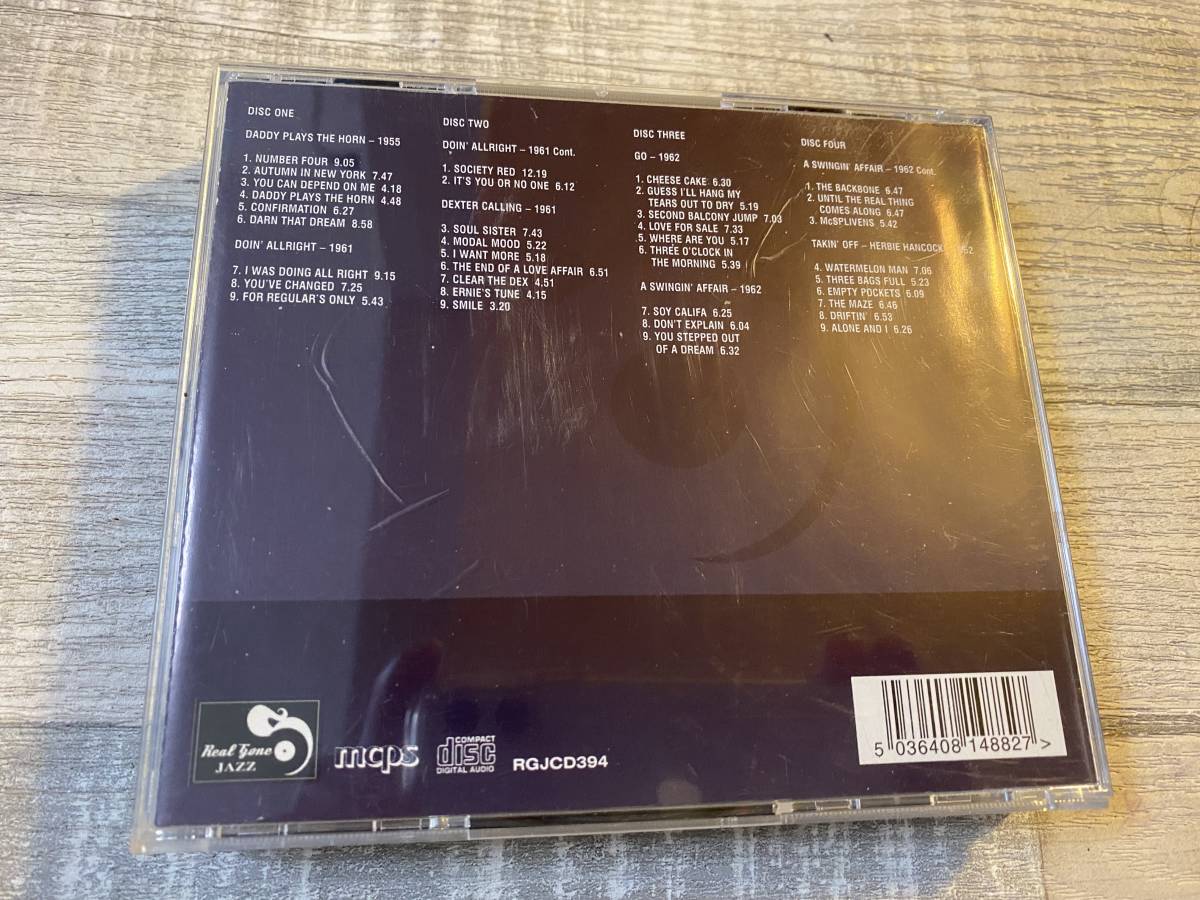 DISC ONE
DADDY PLAYS THE HORN – 1955
1. NUMBER FOUR 9.05
2. AUTUMN IN NEW YORK 7.47
3. YOU CAN DEPEND ON ME 4.18
4. DADDY PLAYS THE HORN 4.48
5. CONFIRMATION 6.27
6. DARN THAT DREAM 8.58
DOIN' ALLRIGHT – 1961
7. I WAS DOING ALL RIGHT 9.15
8. YOU'VE CHANGED 7.25
9. FOR REGULAR'S ONLY 5.43
DISC TWO
DOIN' ALLRIGHT – 1961 Cont.
1. SOCIETY RED 12.19
2. IT'S YOU OR NO ONE 6.12
DEXTER CALLING – 1961
3. SOUL SISTER 7.43
4. MODAL MOOD 5.22
5. I WANT MORE 5.18
6. THE END OF A LOVE AFFAIR 6.51
7. CLEAR THE DEX 4.51
8. ERNIE'S TUNE 4.15
9. SMILE 3.20
DISC THREE
GO – 1962
1. CHEESE CAKE 6.30
2. GUESS I'LL HANG MY
TEARS OUT TO DRY 5.19
3. SECOND BALCONY JUMP 7.03
4. LOVE FOR SALE 7.33
5. WHERE ARE YOU 5.17
6. THREE O'CLOCK IN
THE MORNING 5.39
A SWINGIN' AFFAIR – 1962
7. SOY CALIFA 6.25
8. DON'T EXPLAIN 6.04
9. YOU STEPPED OUT
OF A DREAM 6.32
DISC FOUR
A SWINGIN' AFFAIR – 1962 Cont.
1. THE BACKBONE 6.47
2. UNTIL THE REAL THING
COMES ALONG 6.47
3. McSPLIVENS 5.42
TAKIN' OFF – HERBIE HANCOCK
4. WATERMELON MAN 7.06
5. THREE BAGS FULL 5.23
6. EMPTY POCKETS 6.09
7. THE MAZE 6.46
8. DRIFTIN' 6.53
9. ALONE AND I 6.26
Real Gone
JAZZ
mcps
COMPACT
disc
DIGITAL AUDIO
RGJCD394
5 036408 148827 >